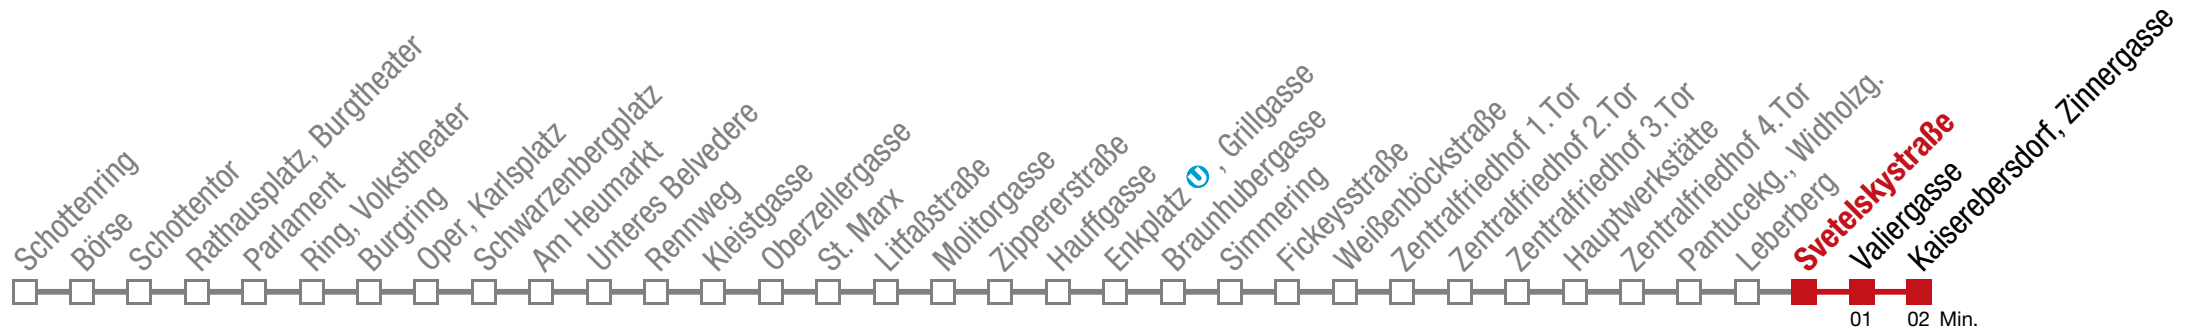 Schottenring
Börse
Schottentor
Rathausplatz, Burgtheater
Parlament
Ring, Volkstheater
Burgring
Oper, Karlsplatz
Schwarzenbergplatz
Am Heumarkt
Unteres Belvedere
Rennweg
Kleistgasse
Oberzellergasse
St. Marx
Litfaßstraße
Molitorgasse
Zippererstraße
Hauffgasse
Enkplatz U , Grillgasse
Braunhubergasse
Simmering
Fickeysstraße
Weißenböckstraße
Zentralfriedhof 1.Tor
Zentralfriedhof 2.Tor
Zentralfriedhof 3.Tor
Hauptwerkstätte
Zentralfriedhof 4.Tor
Pantucekg., Widholzg.
Leberberg
Svetelskystraße
Valiergasse
Kaiserebersdorf, Zinnergasse
01 02 Min.